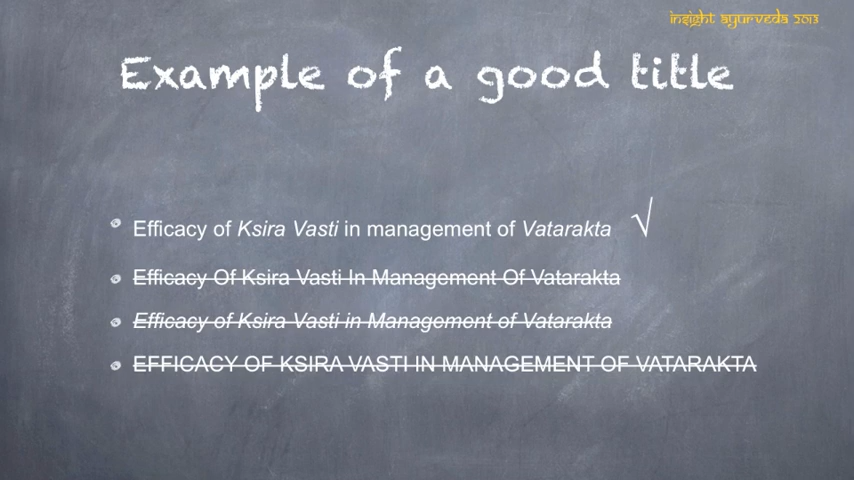 insight ayurveda 2013
Example of a good title
Efficacy of Ksira Vasti in management of Vatarakta √
Efficacy Of Ksira Vasti In Management Of Vatarakta
Efficacy of Ksira Vasti in Management of Vatarakta
EFFICACY OF KSIRA VASTI IN MANAGEMENT OF VATARAKTA